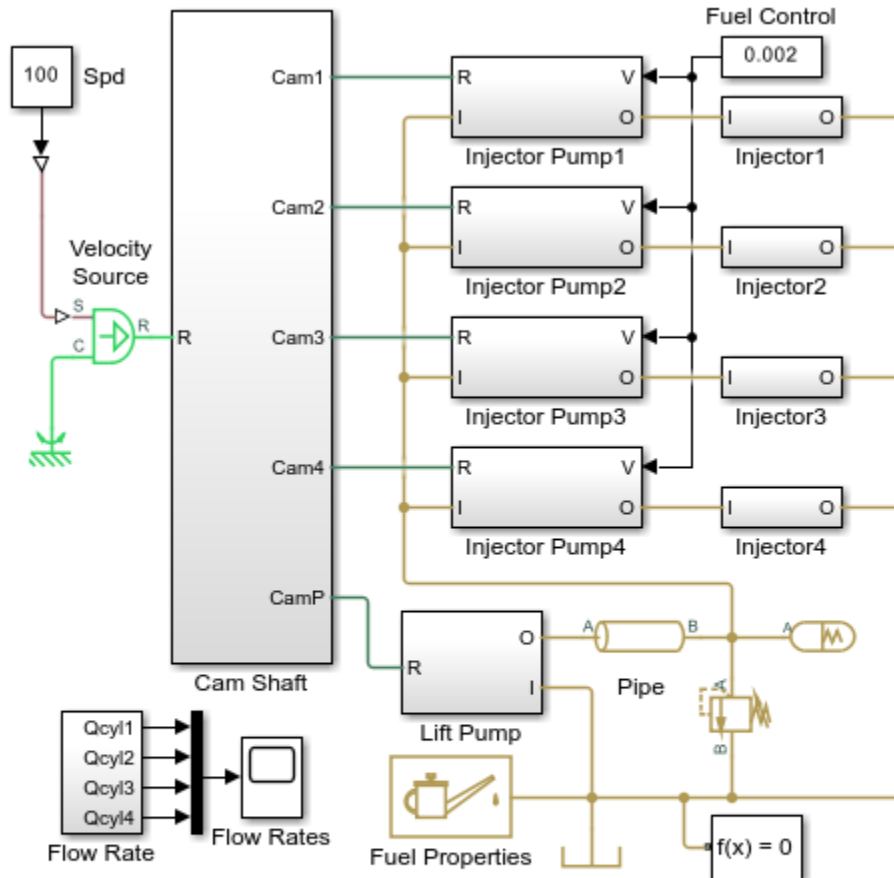 Fuel Control
100
Spd
0.002
Cam1
R
V
I
O
I
O
Injector Pump1
Injector1
Cam2
R
V
I
O
I
O
Injector Pump2
Injector2
Velocity
Source
S
C
R
R
Cam3
R
V
I
O
I
O
Injector Pump3
Injector3
Cam4
R
V
I
O
I
O
Injector Pump4
Injector4
CamP
Cam Shaft
R
O
I
Lift Pump
A
B
Pipe
A
A
B
Qcyl1
Qcyl2
Qcyl3
Qcyl4
Flow Rate
Flow Rates
Fuel Properties
f(x) = 0